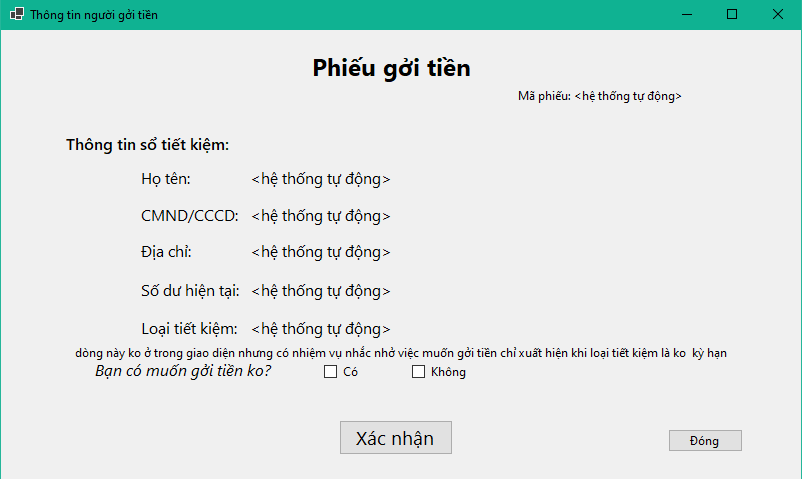 Thông tin người gởi tiền
Phiếu gởi tiền
Mã phiếu: <hệ thống tự động>
Thông tin sổ tiết kiệm:
Họ tên: <hệ thống tự động>
CMND/CCCD: <hệ thống tự động>
Địa chỉ: <hệ thống tự động>
Số dư hiện tại: <hệ thống tự động>
Loại tiết kiệm: <hệ thống tự động>
dòng này ko ở trong giao diện nhưng có nhiệm vụ nhắc nhở việc muốn gởi tiền chỉ xuất hiện khi loại tiết kiệm là ko kỳ hạn
Bạn có muốn gởi tiền ko? Có Không
Xác nhận
Đóng